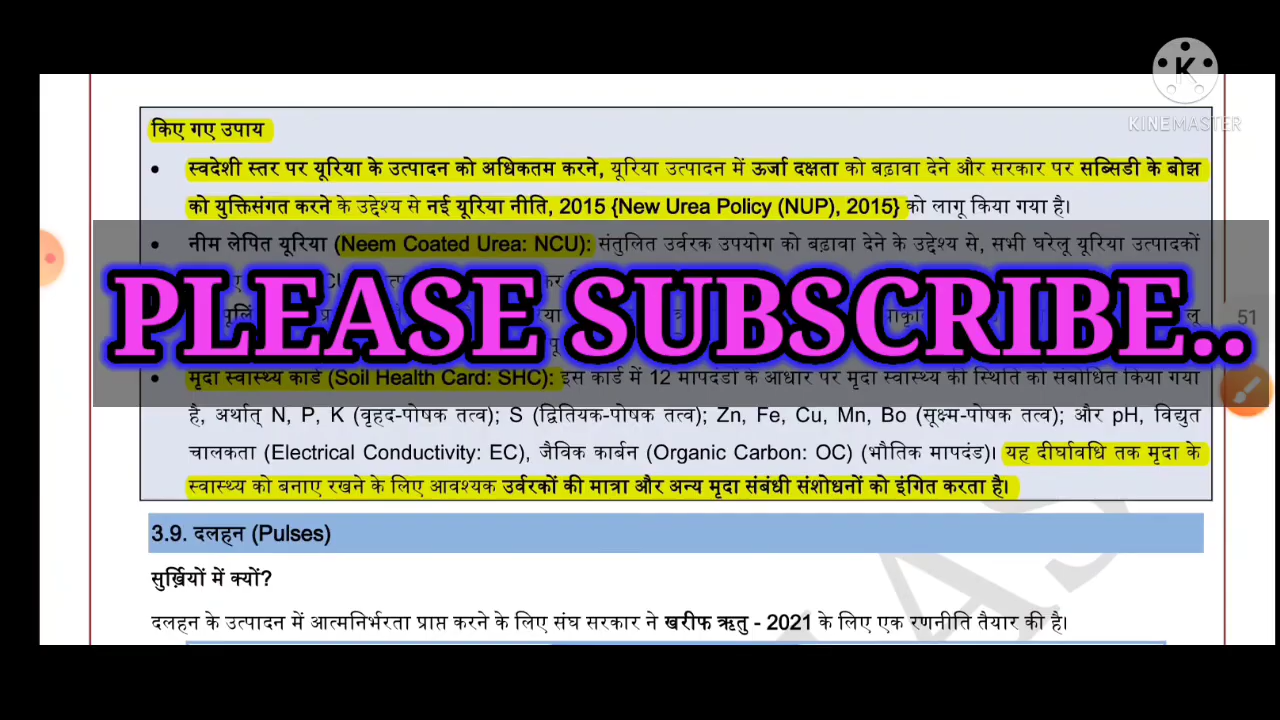 KINEMASTER
किए गए उपाय
• स्वदेशी स्तर पर यूरिया के उत्पादन को अधिकतम करने, यूरिया उत्पादन में ऊर्जा दक्षता को बढ़ावा देने और सरकार पर सब्सिडी के बोझ
को युक्तिसंगत करने के उद्देश्य से नई यूरिया नीति, 2015 {New Urea Policy (NUP), 2015} को लागू किया गया है।
• नीम लेपित यूरिया (Neem Coated Urea: NCU): संतुलित उर्वरक उपयोग को बढ़ावा देने के उद्देश्य से, सभी घरेलू यूरिया उत्पादकों
PLEASE SUBSCRIBE..
51
• मृदा स्वास्थ्य कार्ड (Soil Health Card: SHC): इस कार्ड में 12 मापदंडों के आधार पर मृदा स्वास्थ्य की स्थिति को संबोधित किया गया
है, अर्थात् N, P, K (वृहद-पोषक तत्व); S (द्वितियक-पोषक तत्व); Zn, Fe, Cu, Mn, Bo (सूक्ष्म-पोषक तत्व); और pH, विद्युत
चालकता (Electrical Conductivity: EC), जैविक कार्बन (Organic Carbon: OC) (भौतिक मापदंड)। यह दीर्घावधि तक मृदा के
स्वास्थ्य को बनाए रखने के लिए आवश्यक उर्वरकों की मात्रा और अन्य मृदा संबंधी संशोधनों को इंगित करता है।
3.9. दलहन (Pulses)
सुर्ख़ियों में क्यों?
दलहन के उत्पादन में आत्मनिर्भरता प्राप्त करने के लिए संघ सरकार ने खरीफ ऋतु - 2021 के लिए एक रणनीति तैयार की है।